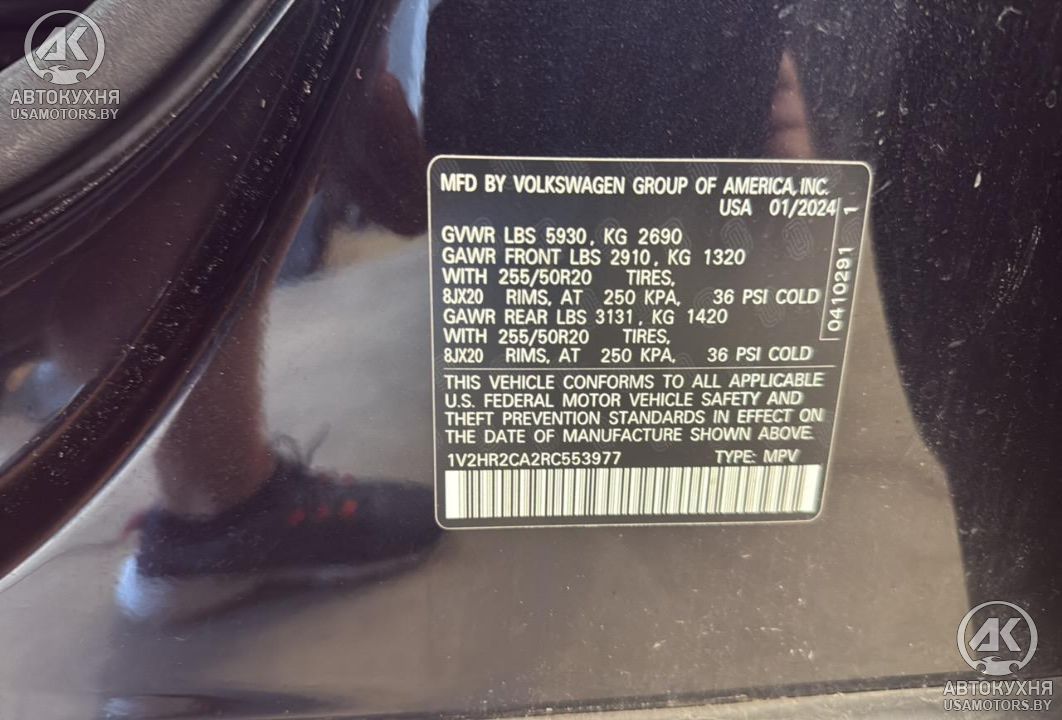 AK
АВТОКУХНЯ
USAMOTORS.BY
MFD BY VOLKSWAGEN GROUP OF AMERICA, INC.
USA 01/2024
GVWR LBS 5930, KG 2690
GAWR FRONT LBS 2910, KG 1320
WITH 255/50R20 TIRES,
8JX20 RIMS, AT 250 KPA, 36 PSI COLD
GAWR REAR LBS 3131, KG 1420
WITH 255/50R20 TIRES,
8JX20 RIMS, AT 250 KPA, 36 PSI COLD
0410291 1
THIS VEHICLE CONFORMS TO ALL APPLICABLE
U.S. FEDERAL MOTOR VEHICLE SAFETY AND
THEFT PREVENTION STANDARDS IN EFFECT ON
THE DATE OF MANUFACTURE SHOWN ABOVE.
1V2HR2CA2RC553977 TYPE: MPV
AK
АВТОКУХНЯ
USAMOTORS.BY